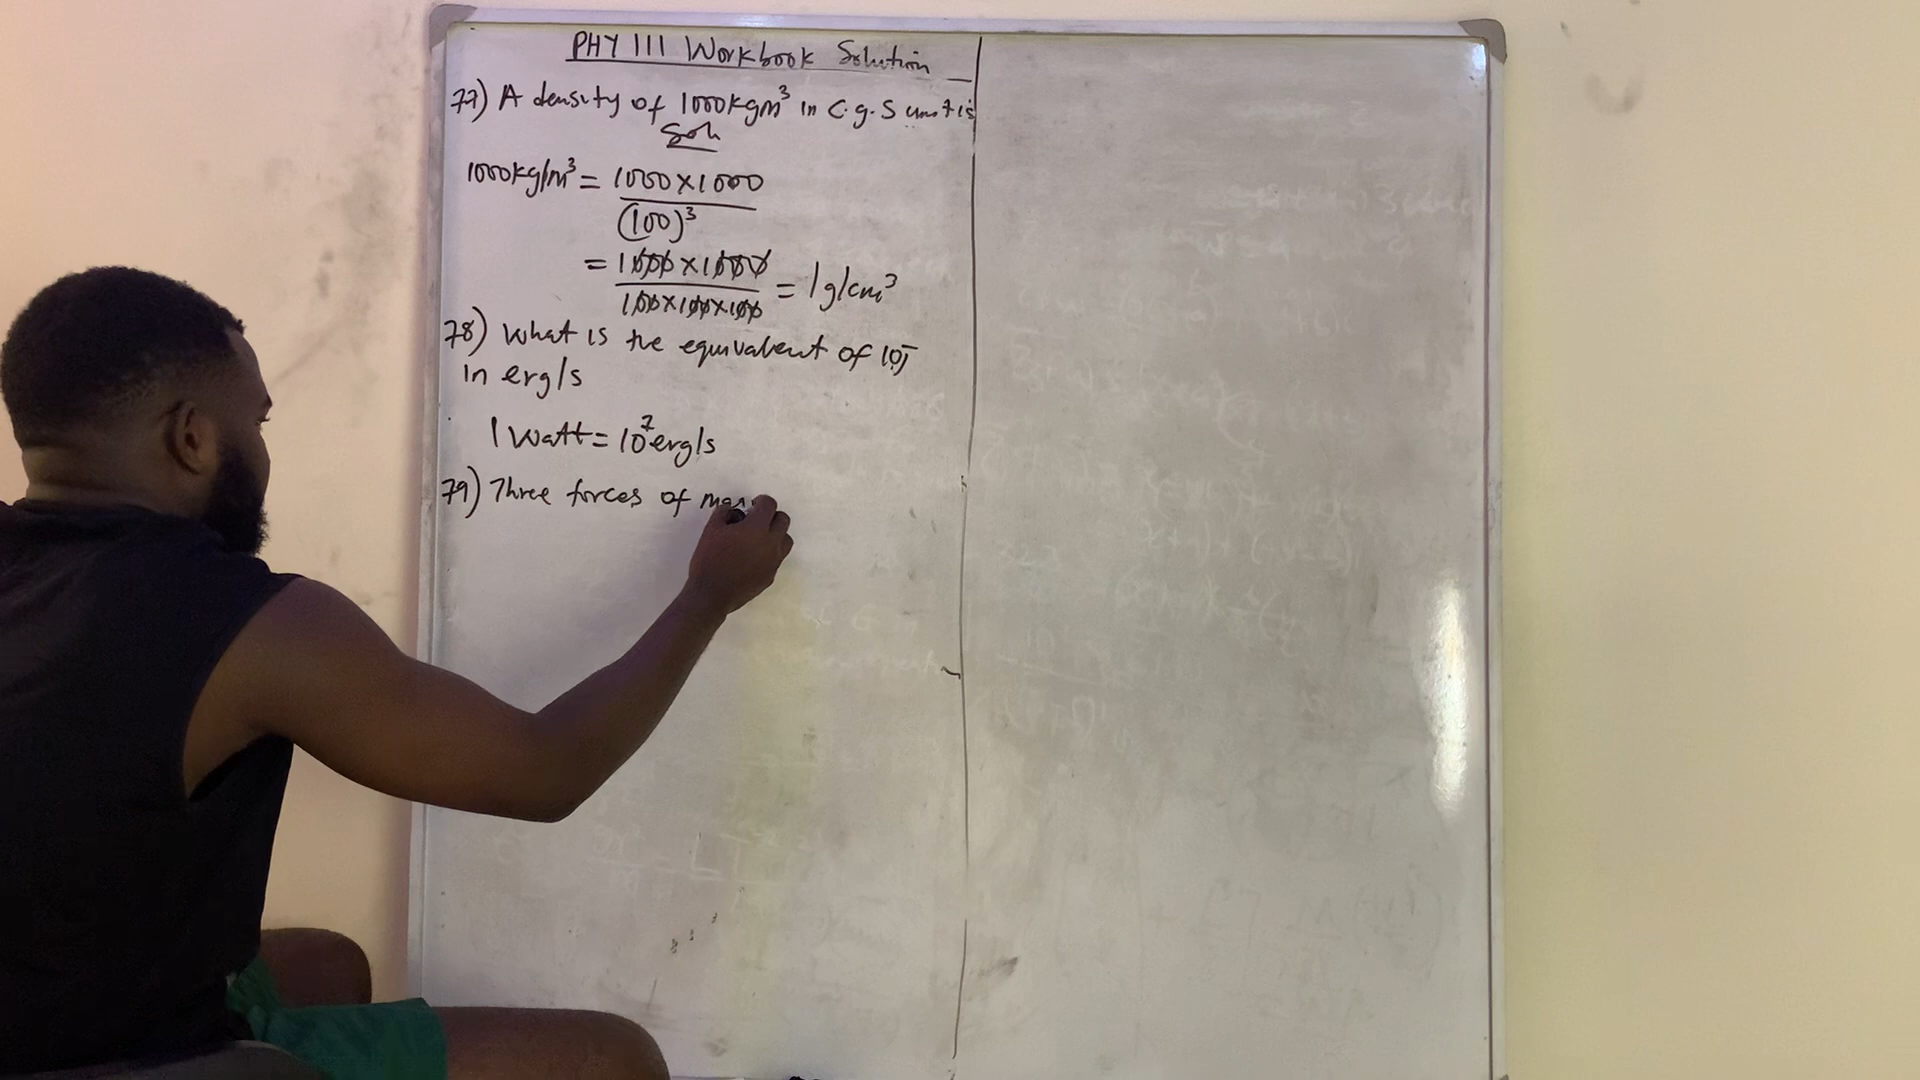 PHY 111 Workbook Solution
77) A density of 1000kgm³ in C.g.S unit is
Soln
1000kg/m³ = 1000×1000
(100)³
= 1000×1000
100×100×100
= 1g/cm³
78) What is the equivalent of
in erg/s
1 Watt = 10⁷erg/s
79) Three forces of